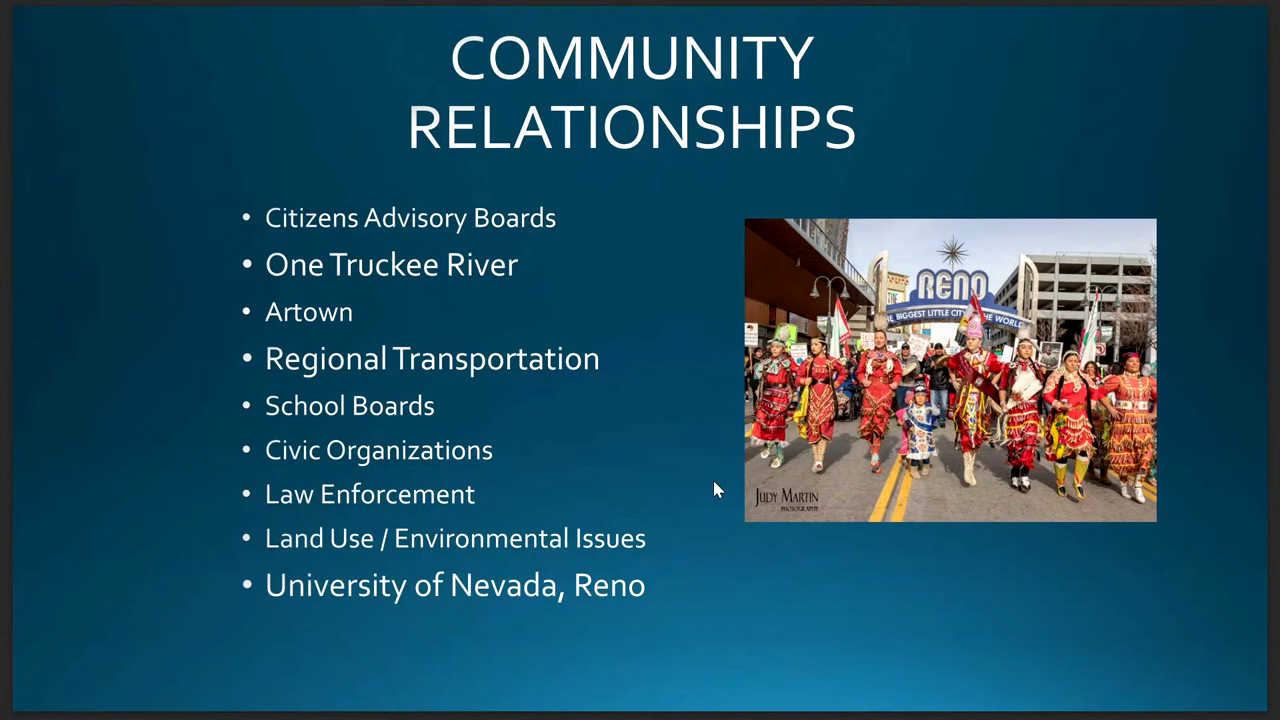 COMMUNITY
RELATIONSHIPS
• Citizens Advisory Boards
• One Truckee River
• Artown
• Regional Transportation
• School Boards
• Civic Organizations
• Law Enforcement
• Land Use / Environmental Issues
• University of Nevada, Reno
RENO
THE BIGGEST LITTLE CITY IN THE WORLD
JUDY MARTIN
PHOTOGRAPHY